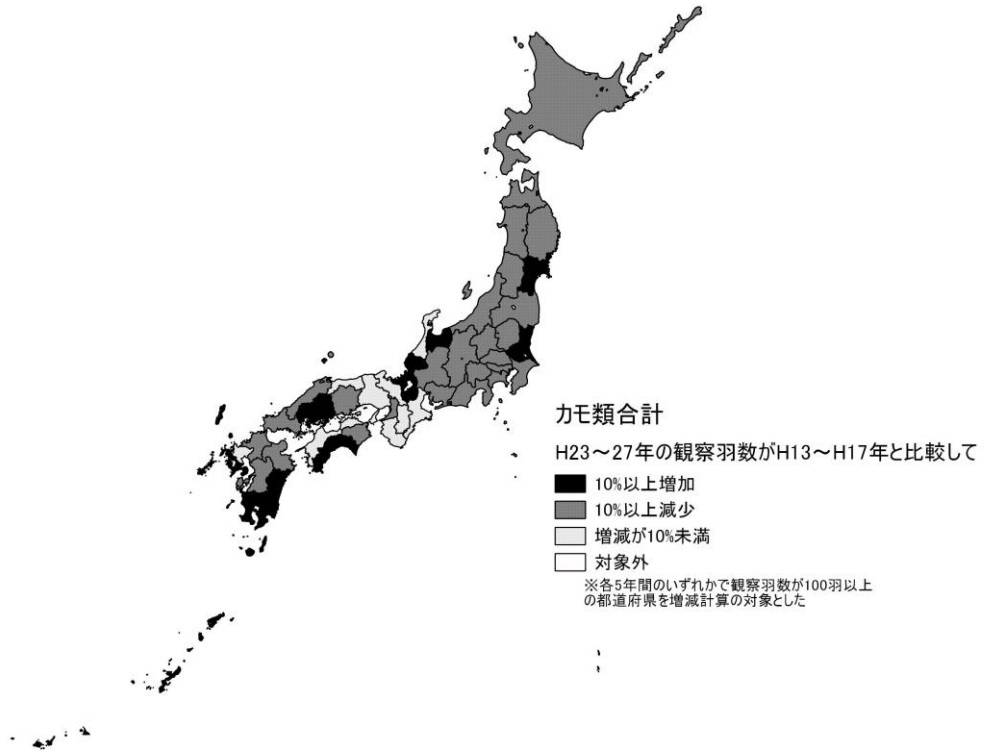 カモ類合計
H23～27年の観察羽数がH13～H17年と比較して
10%以上増加
10%以上減少
増減が10%未満
対象外
※各5年間のいずれかで観察羽数が100羽以上
の都道府県を増減計算の対象とした